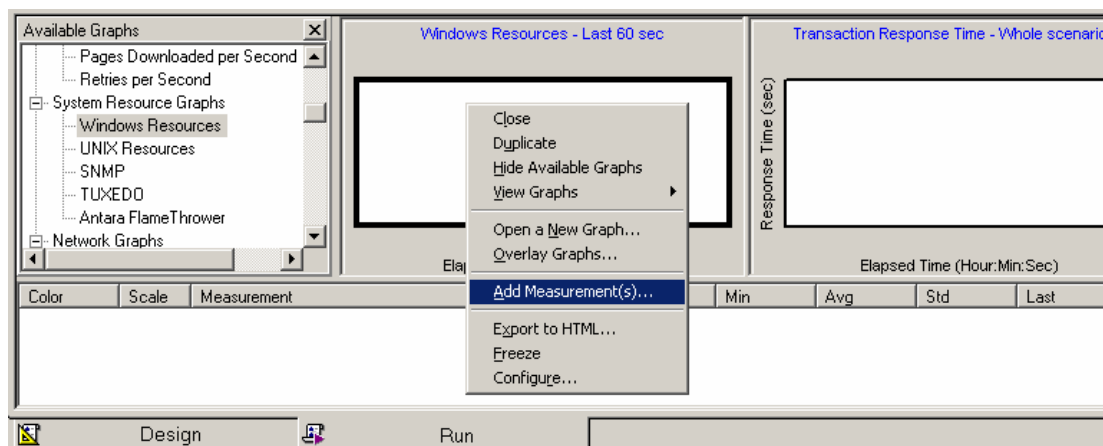 Available Graphs
Pages Downloaded per Second
Retries per Second
System Resource Graphs
Windows Resources
UNIX Resources
SNMP
TUXEDO
Antara FlameThrower
Network Graphs
Windows Resources - Last 60 sec
Close
Duplicate
Hide Available Graphs
View Graphs
Open a New Graph...
Overlay Graphs...
Add Measurement(s)...
Export to HTML...
Freeze
Configure...
Transaction Response Time - Whole scenario
Response Time (sec)
Elapsed Time (Hour:Min:Sec)
Color Scale Measurement Min Avg Std Last
Design Run